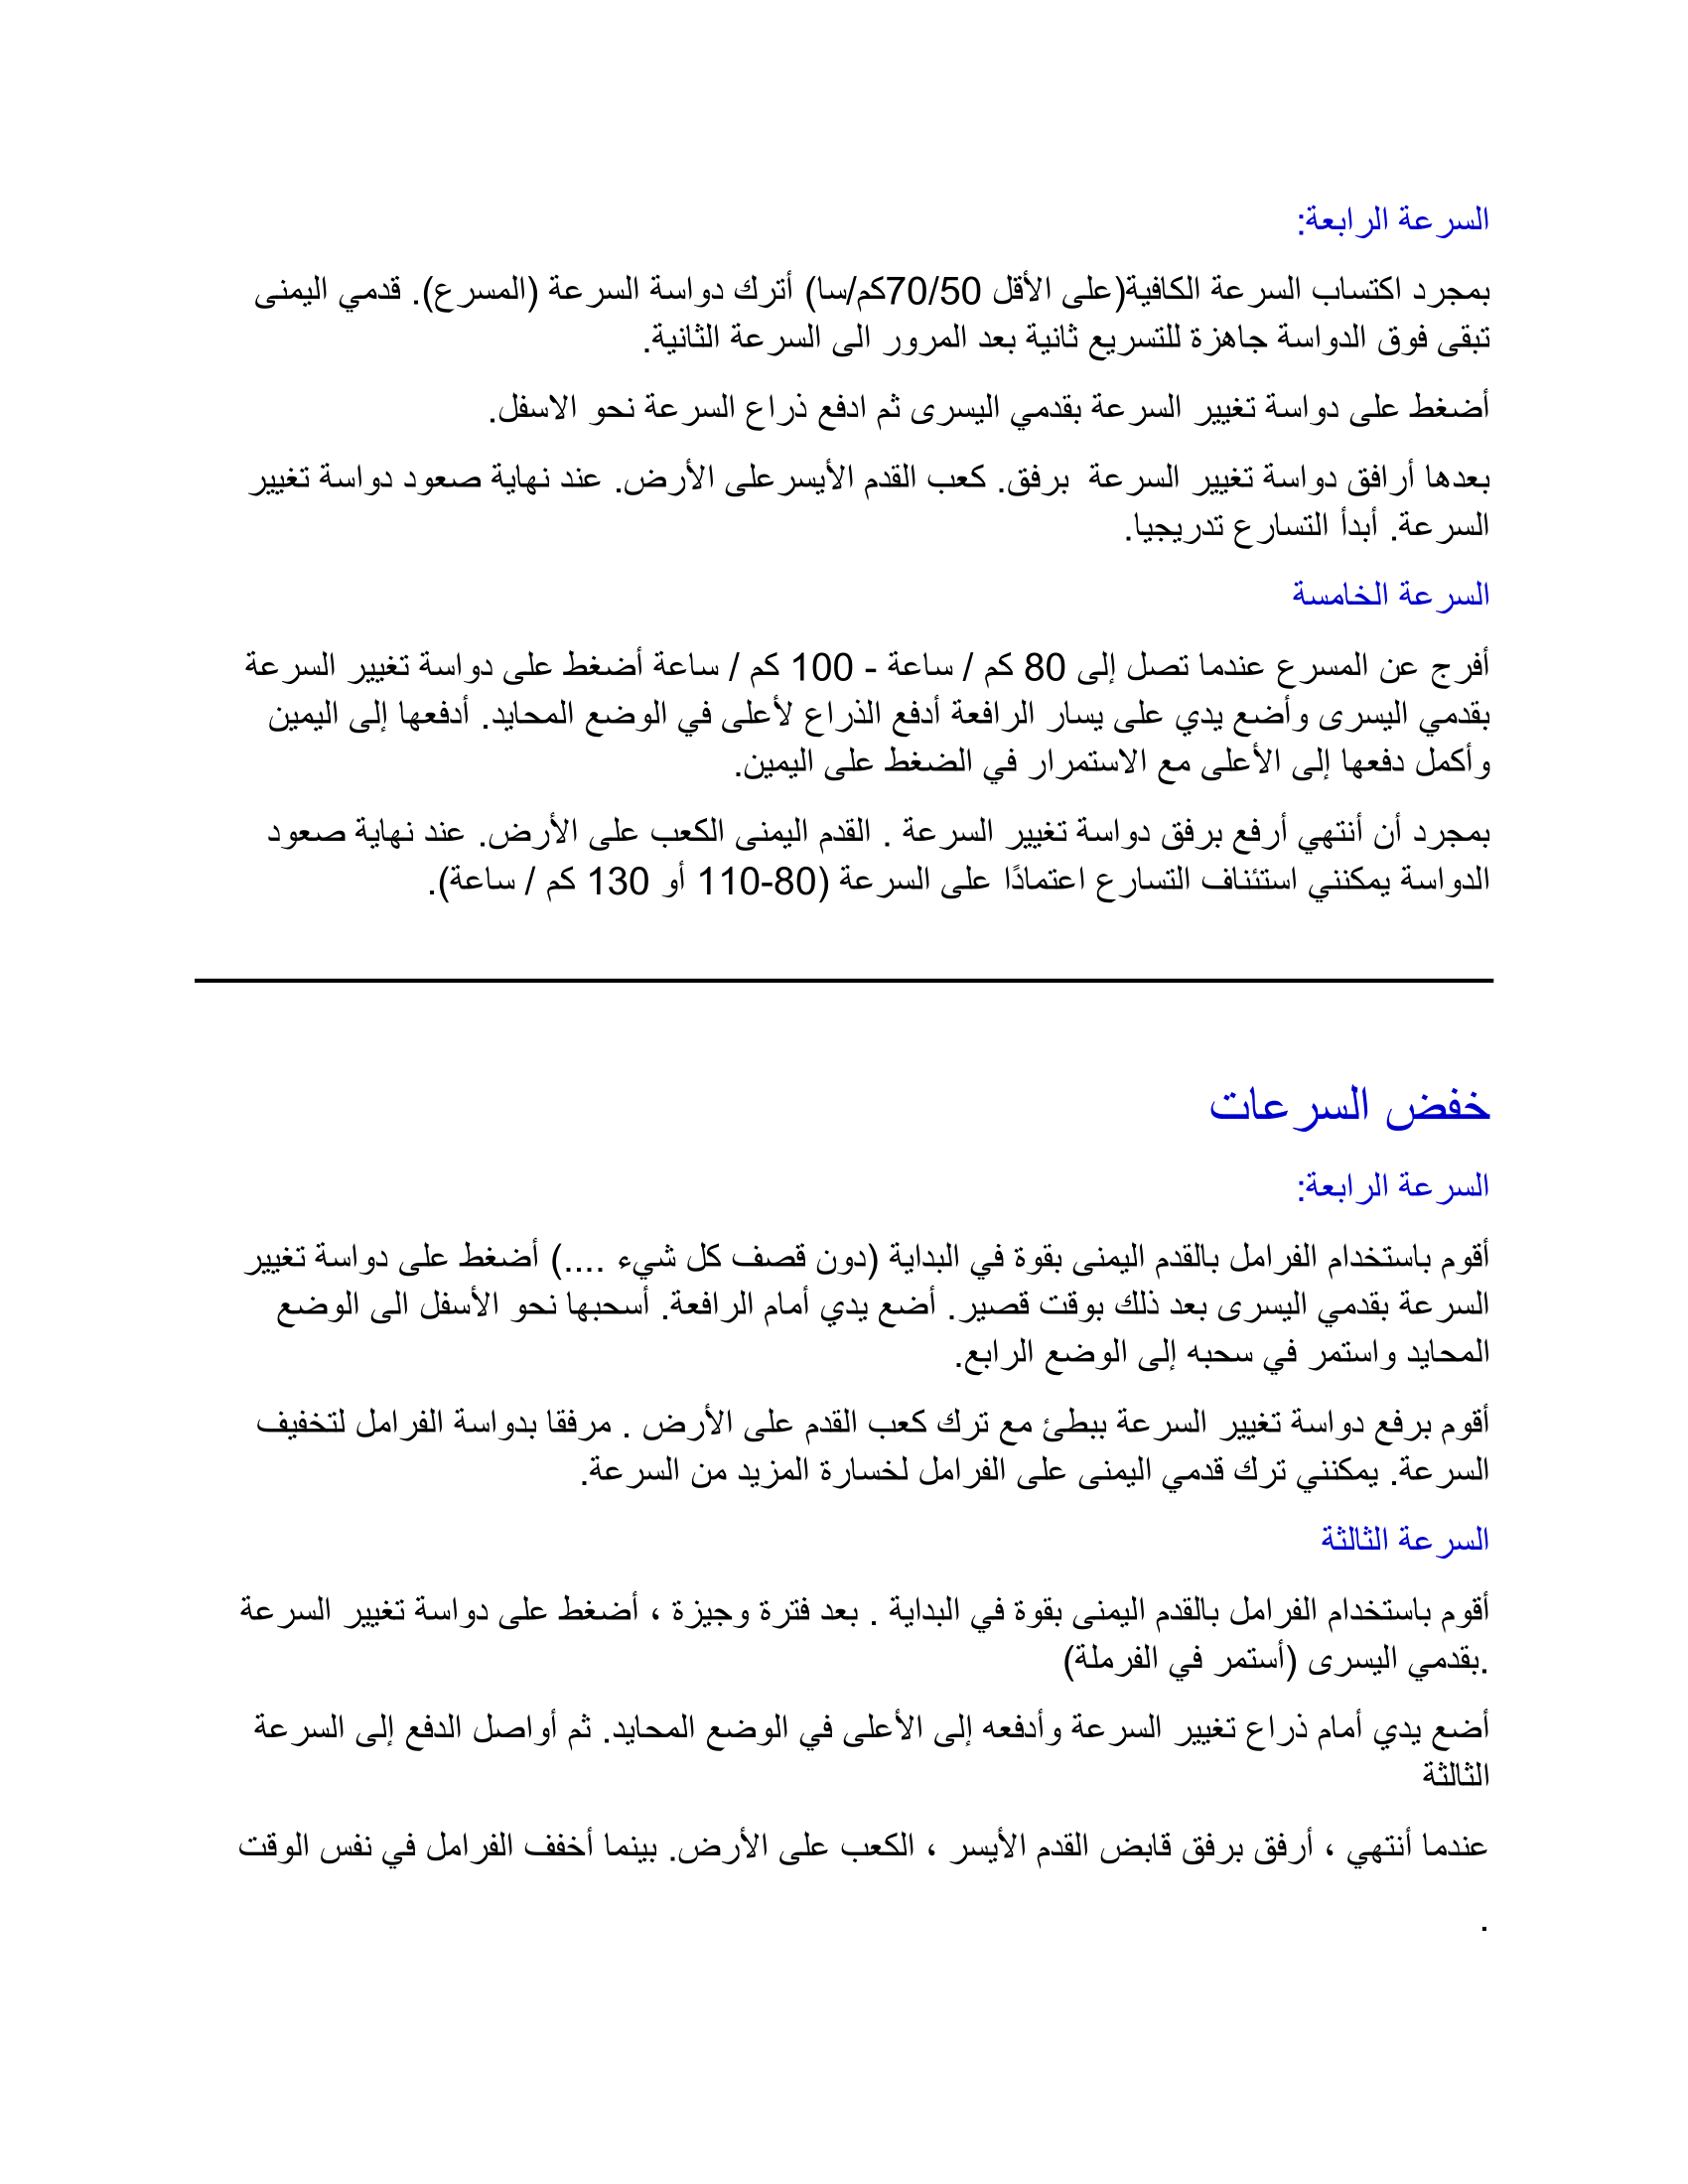 السرعة الرابعة:
بمجرد اكتساب السرعة الكافية(على الأقل 70/50كم/سا) أترك دواسة السرعة (المسرع). قدمي اليمنى
تبقى فوق الدواسة جاهزة للتسريع ثانية بعد المرور الى السرعة الثانية.
أضغط على دواسة تغيير السرعة بقدمي اليسرى ثم ادفع ذراع السرعة نحو الاسفل.
بعدها أرافق دواسة تغيير السرعة  برفق. كعب القدم الأيسرعلى الأرض. عند نهاية صعود دواسة تغيير
السرعة. أبدأ التسارع تدريجيا.
السرعة الخامسة
أفرج عن المسرع عندما تصل إلى 80 كم / ساعة - 100 كم / ساعة أضغط على دواسة تغيير السرعة
بقدمي اليسرى وأضع يدي على يسار الرافعة أدفع الذراع لأعلى في الوضع المحايد. أدفعها إلى اليمين
وأكمل دفعها إلى الأعلى مع الاستمرار في الضغط على اليمين.
بمجرد أن أنتهي أرفع برفق دواسة تغيير السرعة . القدم اليمنى الكعب على الأرض. عند نهاية صعود
الدواسة يمكنني استئناف التسارع اعتمادًا على السرعة (80-110 أو 130 كم / ساعة).
خفض السرعات
السرعة الرابعة:
أقوم باستخدام الفرامل بالقدم اليمنى بقوة في البداية (دون قصف كل شيء ....) أضغط على دواسة تغيير
السرعة بقدمي اليسرى بعد ذلك بوقت قصير. أضع يدي أمام الرافعة. أسحبها نحو الأسفل الى الوضع
المحايد واستمر في سحبه إلى الوضع الرابع.
أقوم برفع دواسة تغيير السرعة ببطئ مع ترك كعب القدم على الأرض . مرفقا بدواسة الفرامل لتخفيف
السرعة. يمكنني ترك قدمي اليمنى على الفرامل لخسارة المزيد من السرعة.
السرعة الثالثة
أقوم باستخدام الفرامل بالقدم اليمنى بقوة في البداية . بعد فترة وجيزة ، أضغط على دواسة تغيير السرعة
.بقدمي اليسرى (أستمر في الفرملة)
أضع يدي أمام ذراع تغيير السرعة وأدفعه إلى الأعلى في الوضع المحايد. ثم أواصل الدفع إلى السرعة
الثالثة
عندما أنتهي ، أرفق برفق قابض القدم الأيسر ، الكعب على الأرض. بينما أخفف الفرامل في نفس الوقت
.